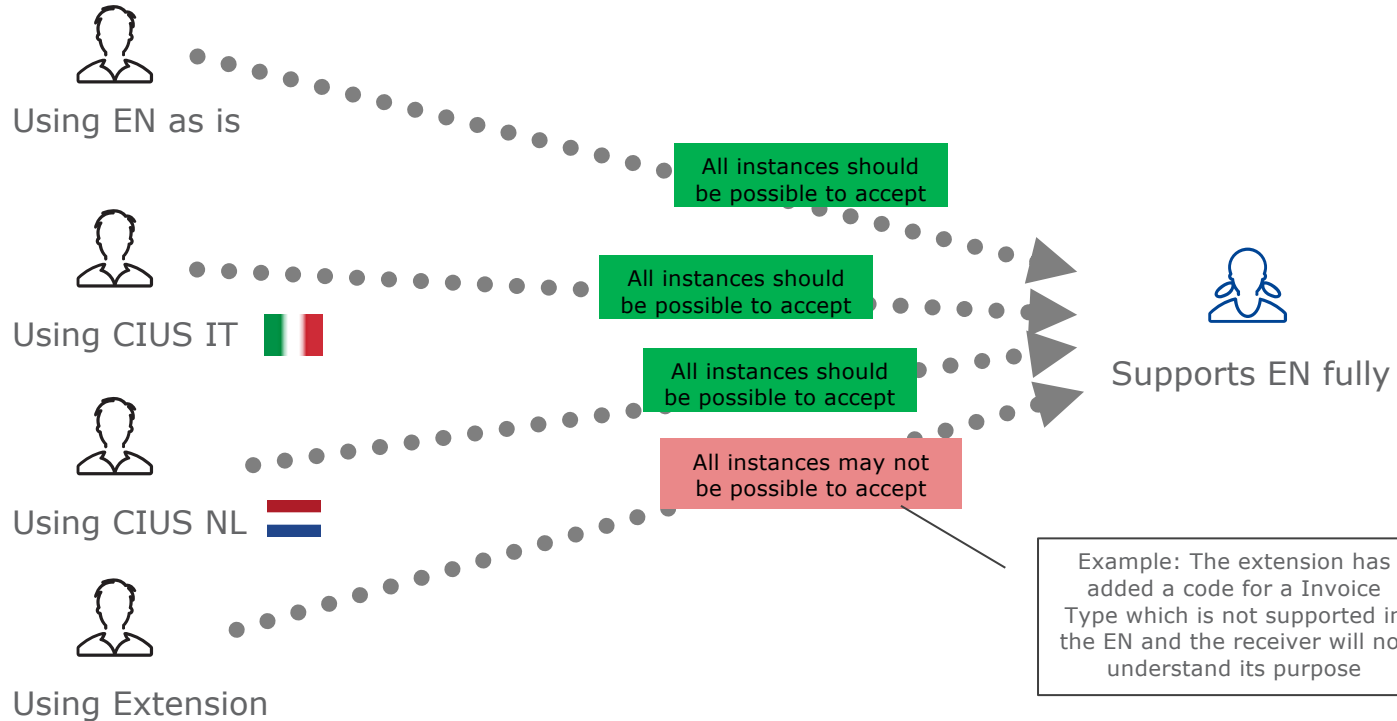 Using EN as is
All instances should
be possible to accept
Using CIUS IT
All instances should
be possible to accept
Using CIUS NL
All instances should
be possible to accept
Using Extension
All instances may not
be possible to accept
Supports EN fully
Example: The extension has
added a code for a Invoice
Type which is not supported in
the EN and the receiver will no
understand its purpose